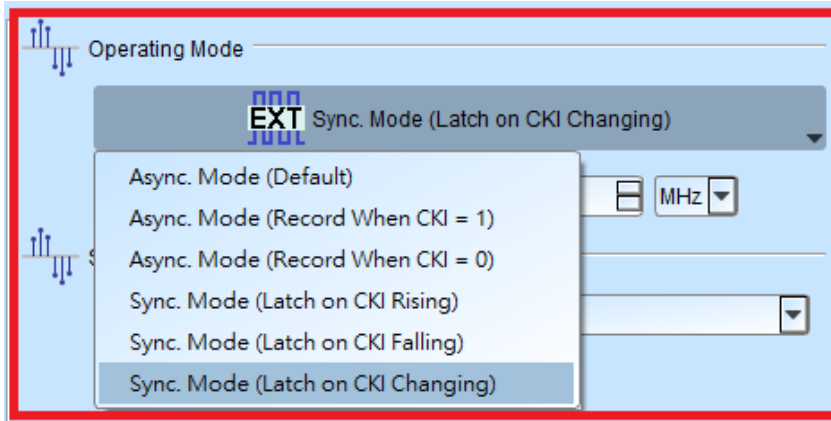 Operating Mode
EXT Sync. Mode (Latch on CKI Changing)
Async. Mode (Default)
MHz
Async. Mode (Record When CKI = 1)
Async. Mode (Record When CKI = 0)
Sync. Mode (Latch on CKI Rising)
Sync. Mode (Latch on CKI Falling)
Sync. Mode (Latch on CKI Changing)